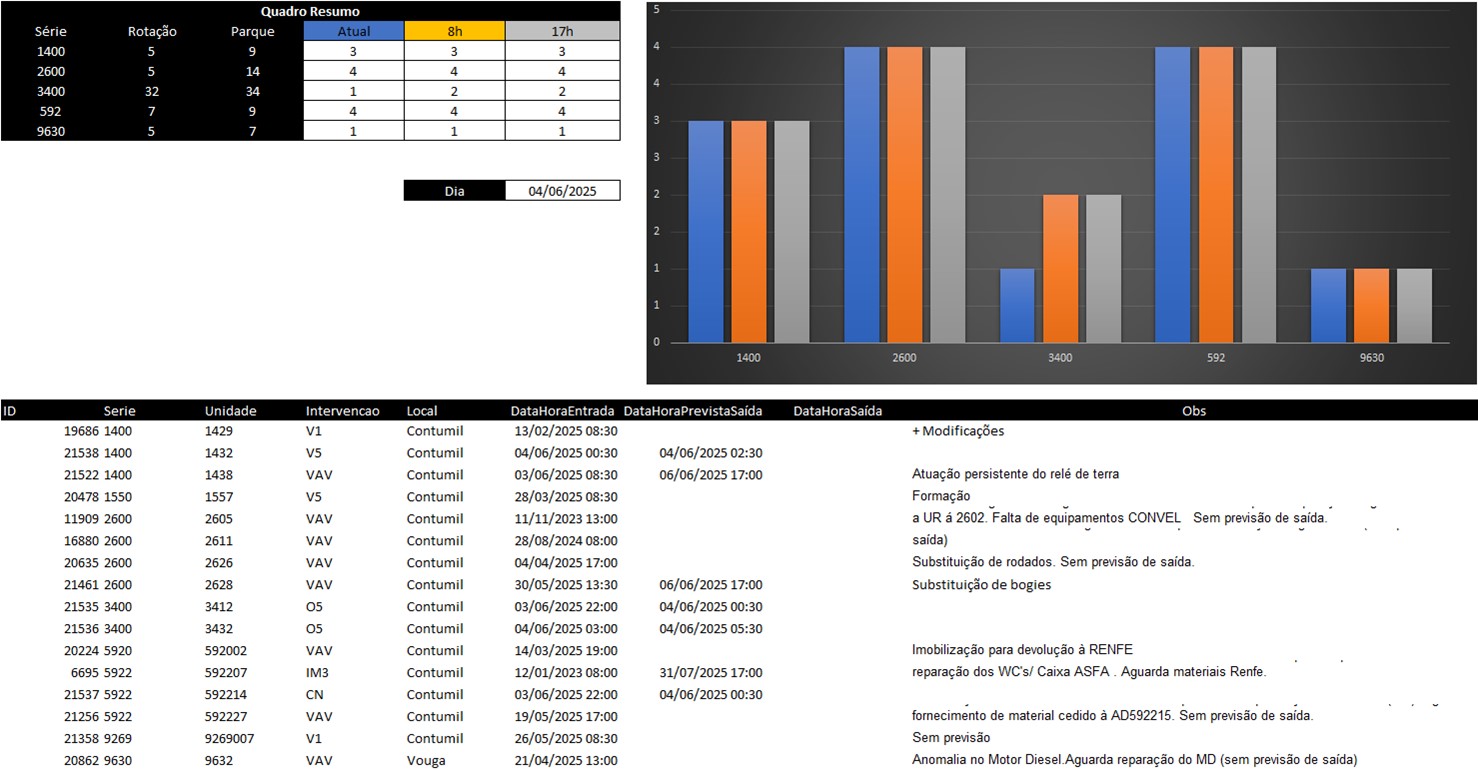 Quadro Resumo
Série Rotação Parque Atual 8h 17h
1400 5 9 3 3 3
2600 5 14 4 4 4
3400 32 34 1 2 2
592 7 9 4 4 4
9630 5 7 1 1 1
Dia 04/06/2025
5
4
4
3
3
2
2
1
1
0
1400 2600 3400 592 9630
ID Serie Unidade Intervencao Local DataHoraEntrada DataHoraPrevistaSaída DataHoraSaída Obs
19686 1400 1429 V1 Contumil 13/02/2025 08:30 + Modificações
21538 1400 1432 V5 Contumil 04/06/2025 00:30 04/06/2025 02:30
21522 1400 1438 VAV Contumil 03/06/2025 08:30 06/06/2025 17:00 Atuação persistente do relé de terra
20478 1550 1557 V5 Contumil 28/03/2025 08:30 Formação
11909 2600 2605 VAV Contumil 11/11/2023 13:00 a UR á 2602. Falta de equipamentos CONVEL Sem previsão de saída.
16880 2600 2611 VAV Contumil 28/08/2024 08:00 saída)
20635 2600 2626 VAV Contumil 04/04/2025 17:00 Substituição de rodados. Sem previsão de saída.
21461 2600 2628 VAV Contumil 30/05/2025 13:30 06/06/2025 17:00 Substituição de bogies
21535 3400 3412 O5 Contumil 03/06/2025 22:00 04/06/2025 00:30
21536 3400 3432 O5 Contumil 04/06/2025 03:00 04/06/2025 05:30
20224 5920 592002 VAV Contumil 14/03/2025 19:00 Imobilização para devolução à RENFE
6695 5922 592207 IM3 Contumil 12/01/2023 08:00 31/07/2025 17:00 reparação dos WC's/ Caixa ASFA . Aguarda materiais Renfe.
21537 5922 592214 CN Contumil 03/06/2025 22:00 04/06/2025 00:30
21256 5922 592227 VAV Contumil 19/05/2025 17:00 fornecimento de material cedido à AD592215. Sem previsão de saída.
21358 9269 9269007 V1 Contumil 26/05/2025 08:30 Sem previsão
20862 9630 9632 VAV Vouga 21/04/2025 13:00 Anomalia no Motor Diesel.Aguarda reparação do MD (sem previsão de saída)